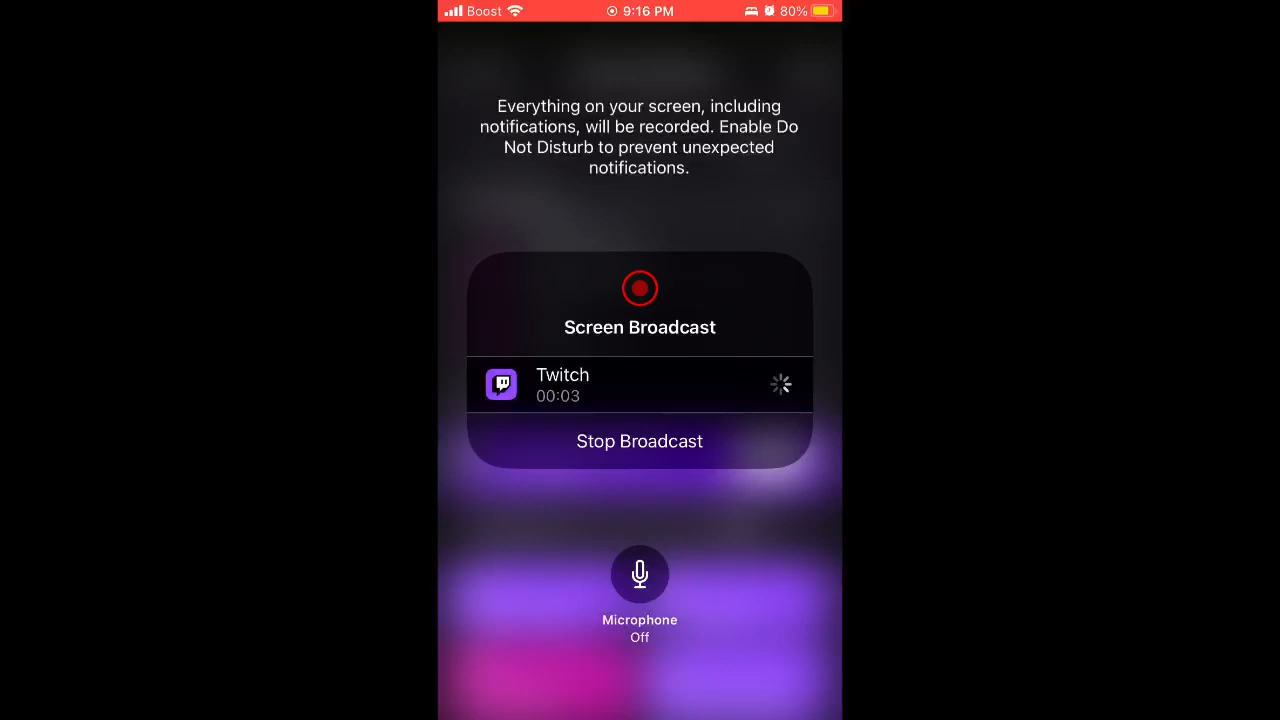 Boost 9:16 PM 80%
Everything on your screen, including
notifications, will be recorded. Enable Do
Not Disturb to prevent unexpected
notifications.
Screen Broadcast
Twitch
00:03
Stop Broadcast
Microphone
Off